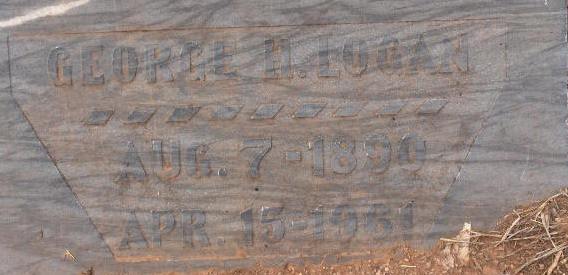 GEORGE H. LOGAN
AUG. 7 - 1890
APR. 15 - 1961